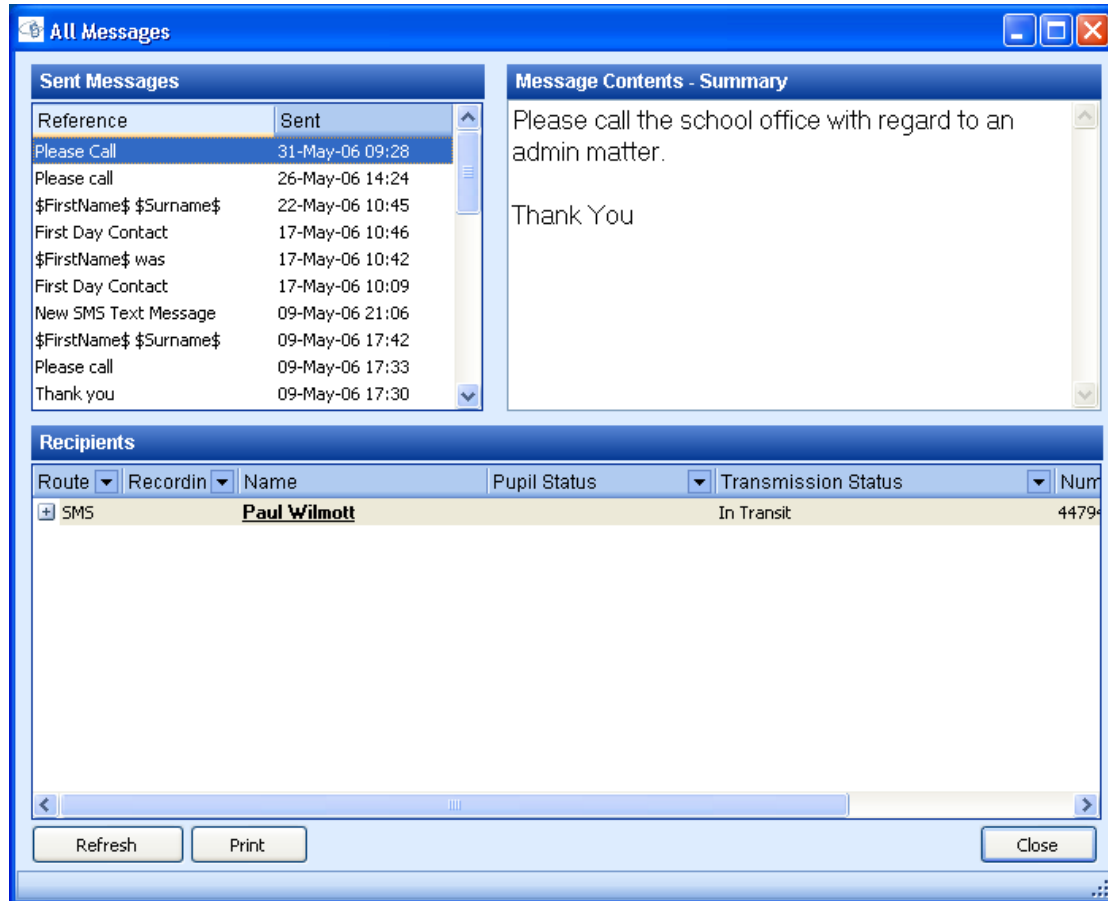 All Messages
Sent Messages
Reference Sent
Please Call 31-May-06 09:28
Please call 26-May-06 14:24
$FirstName$ $Surname$ 22-May-06 10:45
First Day Contact 17-May-06 10:46
$FirstName$ was 17-May-06 10:42
First Day Contact 17-May-06 10:09
New SMS Text Message 09-May-06 21:06
$FirstName$ $Surname$ 09-May-06 17:42
Please call 09-May-06 17:33
Thank you 09-May-06 17:30
Message Contents - Summary
Please call the school office with regard to an
admin matter.
Thank You
Recipients
Route Recordin Name Pupil Status Transmission Status Num
SMS Paul Wilmott In Transit 44794
Refresh Print Close